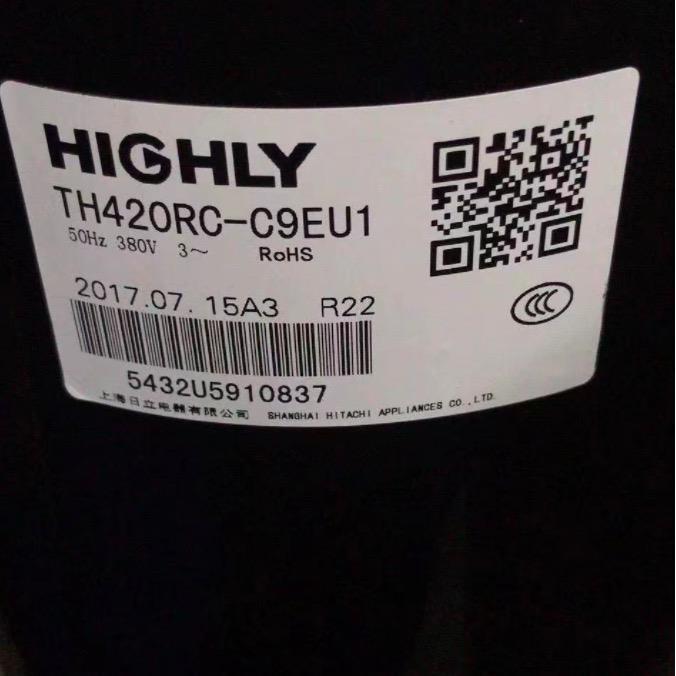 HIGHLY
TH420RC-C9EU1
50Hz 380V 3~ RoHS
2017.07.15A3 R22
5432U5910837
上海日立电器有限公司 SHANGHAI HITACHI APPLIANCES CO.,LTD.
CCC